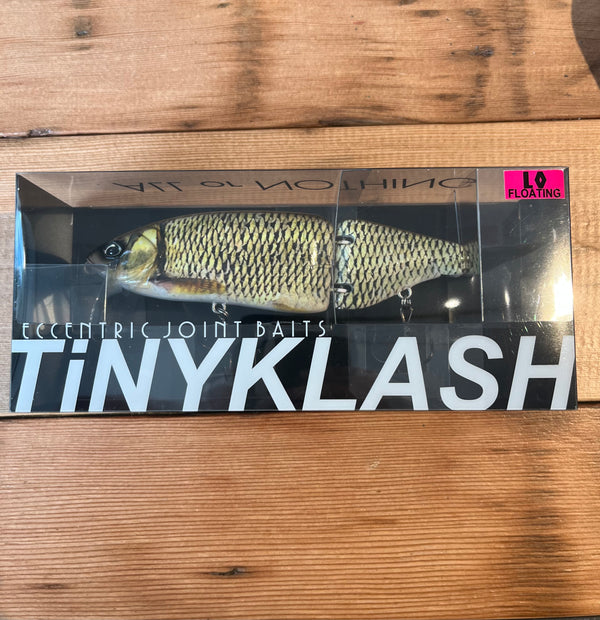 ALL or NOTHING
LO
FLOATING
ECCENTRIC JOINT BAITS
TiNYKLASH